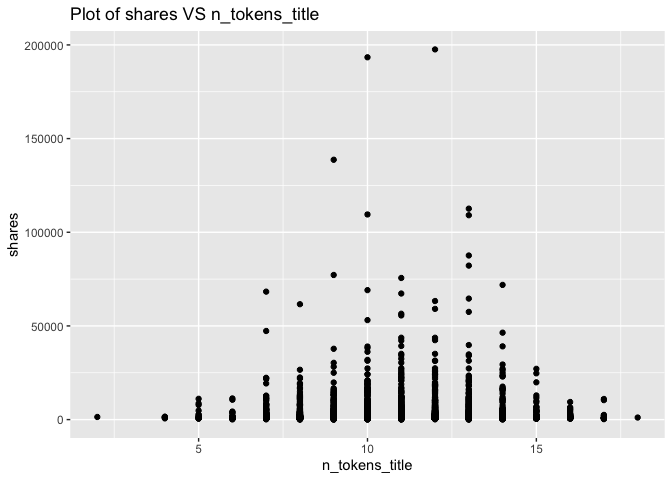 Plot of shares VS n_tokens_title
200000
150000
100000
50000
0
shares
5 10 15
n_tokens_title